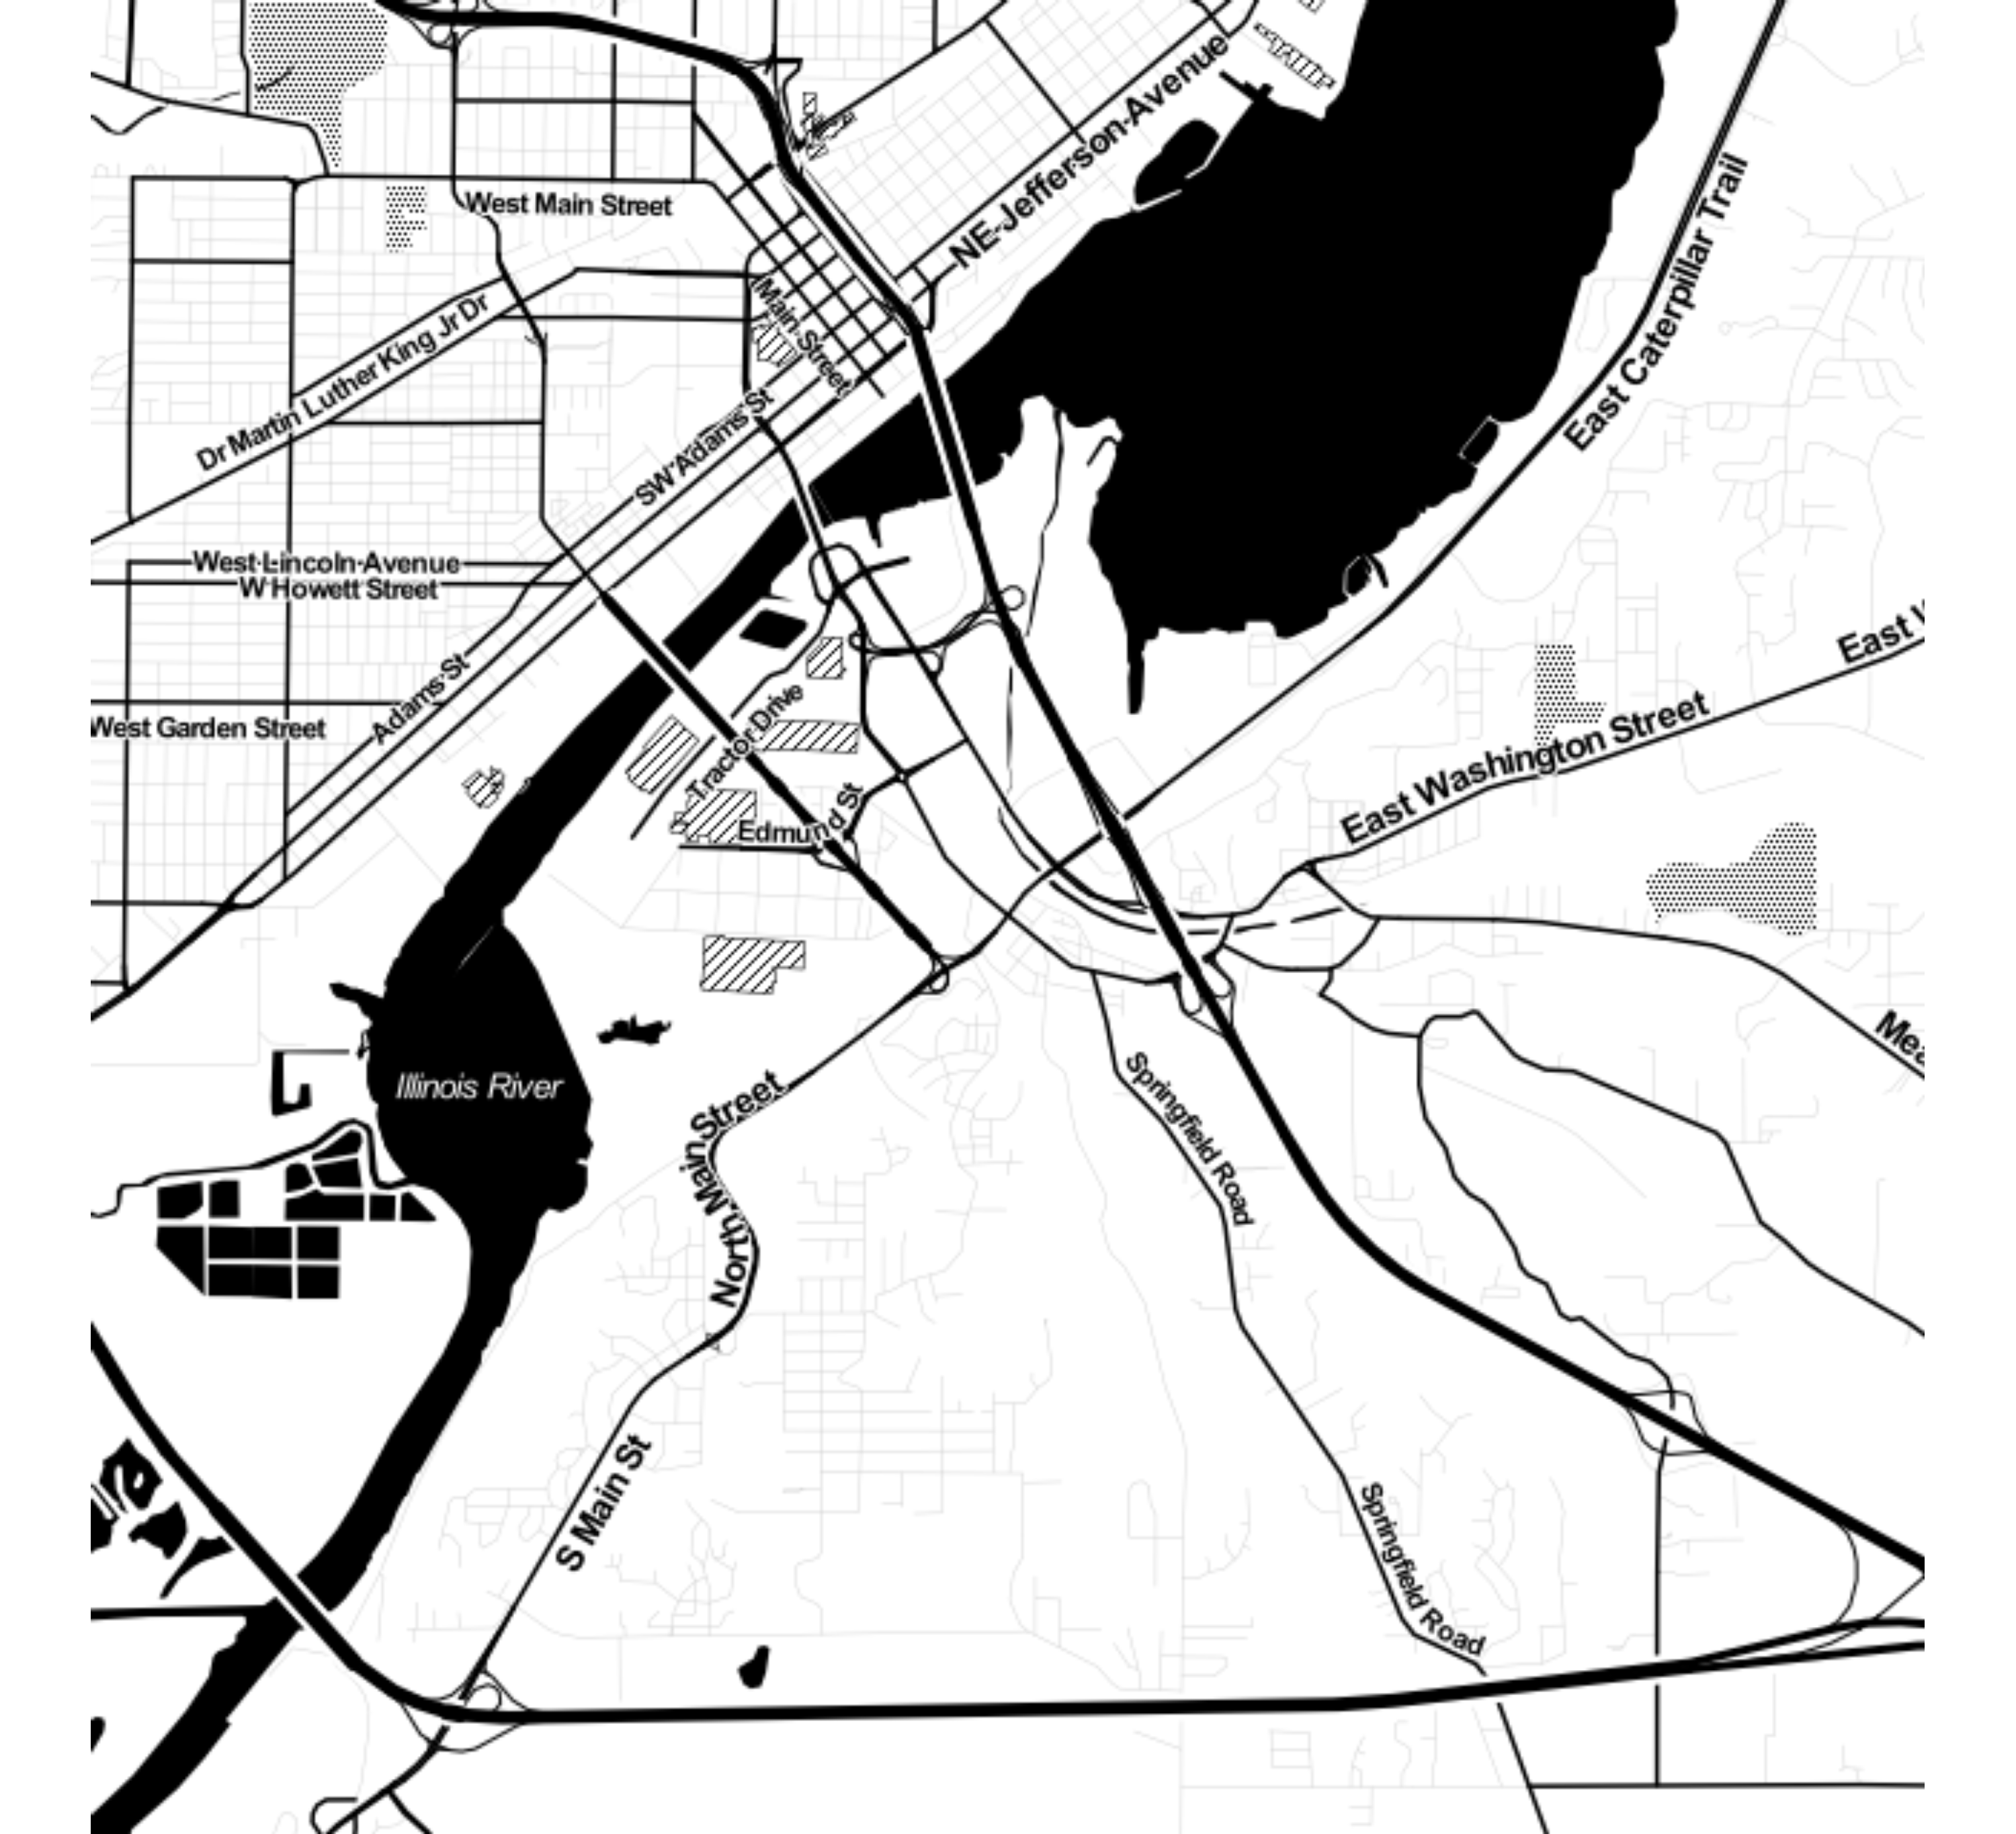 NE Jefferson Avenue
West Main Street
East Caterpillar Trail
Main Street
Dr Martin Luther King Jr Dr
SW Adams St
West Lincoln Avenue
W Howett Street
East
Adams St
West Garden Street
Tractor Drive
East Washington Street
Edmund St
Illinois River
North Main Street
Springfield Road
S Main St
Springfield Road